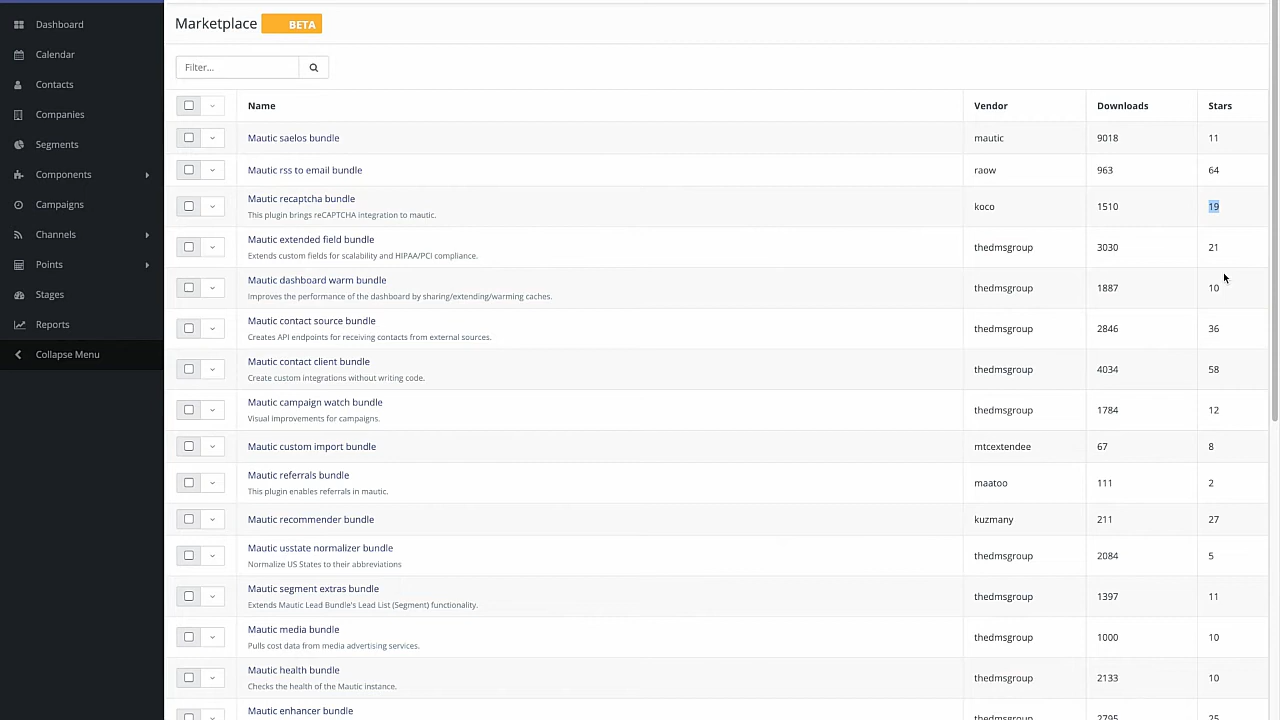 Dashboard
Calendar
Contacts
Companies
Segments
Components
Campaigns
Channels
Points
Stages
Reports
Collapse Menu
Marketplace BETA
Filter...
Name Vendor Downloads Stars
Mautic saelos bundle mautic 9018 11
Mautic rss to email bundle raow 963 64
Mautic recaptcha bundle koco 1510 19
This plugin brings reCAPTCHA integration to mautic.
Mautic extended field bundle thedmsgroup 3030 21
Extends custom fields for scalability and HIPAA/PCI compliance.
Mautic dashboard warm bundle thedmsgroup 1887 10
Improves the performance of the dashboard by sharing/extending/warming caches.
Mautic contact source bundle thedmsgroup 2846 36
Creates API endpoints for receiving contacts from external sources.
Mautic contact client bundle thedmsgroup 4034 58
Create custom integrations without writing code.
Mautic campaign watch bundle thedmsgroup 1784 12
Visual improvements for campaigns.
Mautic custom import bundle mtcextendee 67 8
Mautic referrals bundle maatoo 111 2
This plugin enables referrals in mautic.
Mautic recommender bundle kuzmany 211 27
Mautic usstate normalizer bundle thedmsgroup 2084 5
Normalize US States to their abbreviations
Mautic segment extras bundle thedmsgroup 1397 11
Extends Mautic Lead Bundle's Lead List (Segment) functionality.
Mautic media bundle thedmsgroup 1000 10
Pulls cost data from media advertising services.
Mautic health bundle thedmsgroup 2133 10
Checks the health of the Mautic instance.
Mautic enhancer bundle thedmsgroup 2795 25